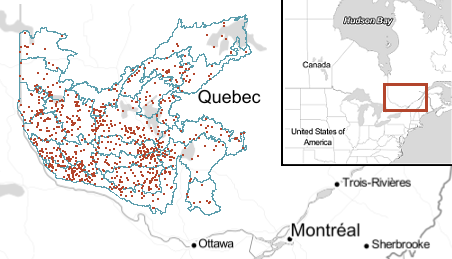 Hudson Bay
Canada
United States of
America
Quebec
Trois-Rivières
Montréal
Ottawa
Sherbrooke